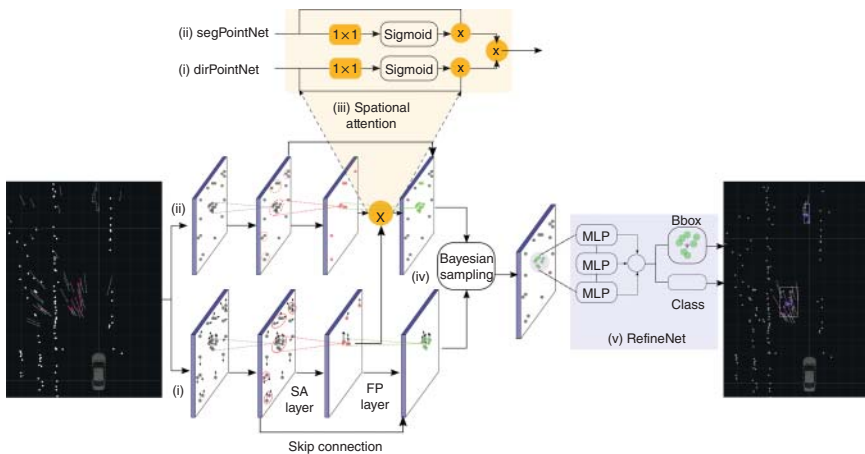 (ii) segPointNet
1×1
Sigmoid
x
x
(i) dirPointNet
1×1
Sigmoid
x
(iii) Spational
attention
(ii)
X
(iv)
Bayesian
sampling
MLP
MLP
MLP
Bbox
Class
(v) RefineNet
(i)
SA
layer
FP
layer
Skip connection